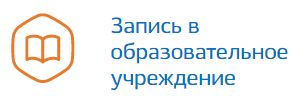 Запись в
образовательное
учреждение